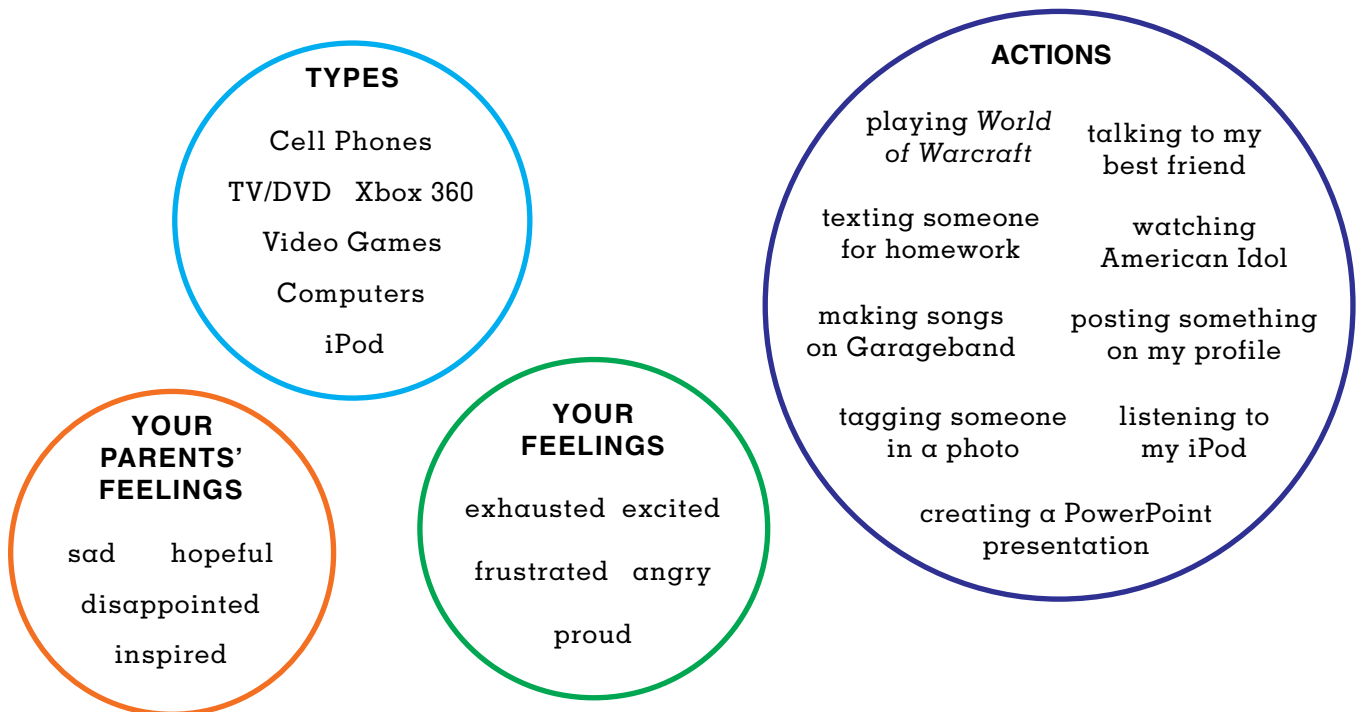 TYPES
Cell Phones
TV/DVD Xbox 360
Video Games
Computers
iPod
YOUR
PARENTS’
FEELINGS
sad hopeful
disappointed
inspired
YOUR
FEELINGS
exhausted excited
frustrated angry
proud
ACTIONS
playing World
of Warcraft
talking to my
best friend
texting someone
for homework
watching
American Idol
making songs
on Garageband
posting something
on my profile
tagging someone
in a photo
listening to
my iPod
creating a PowerPoint
presentation